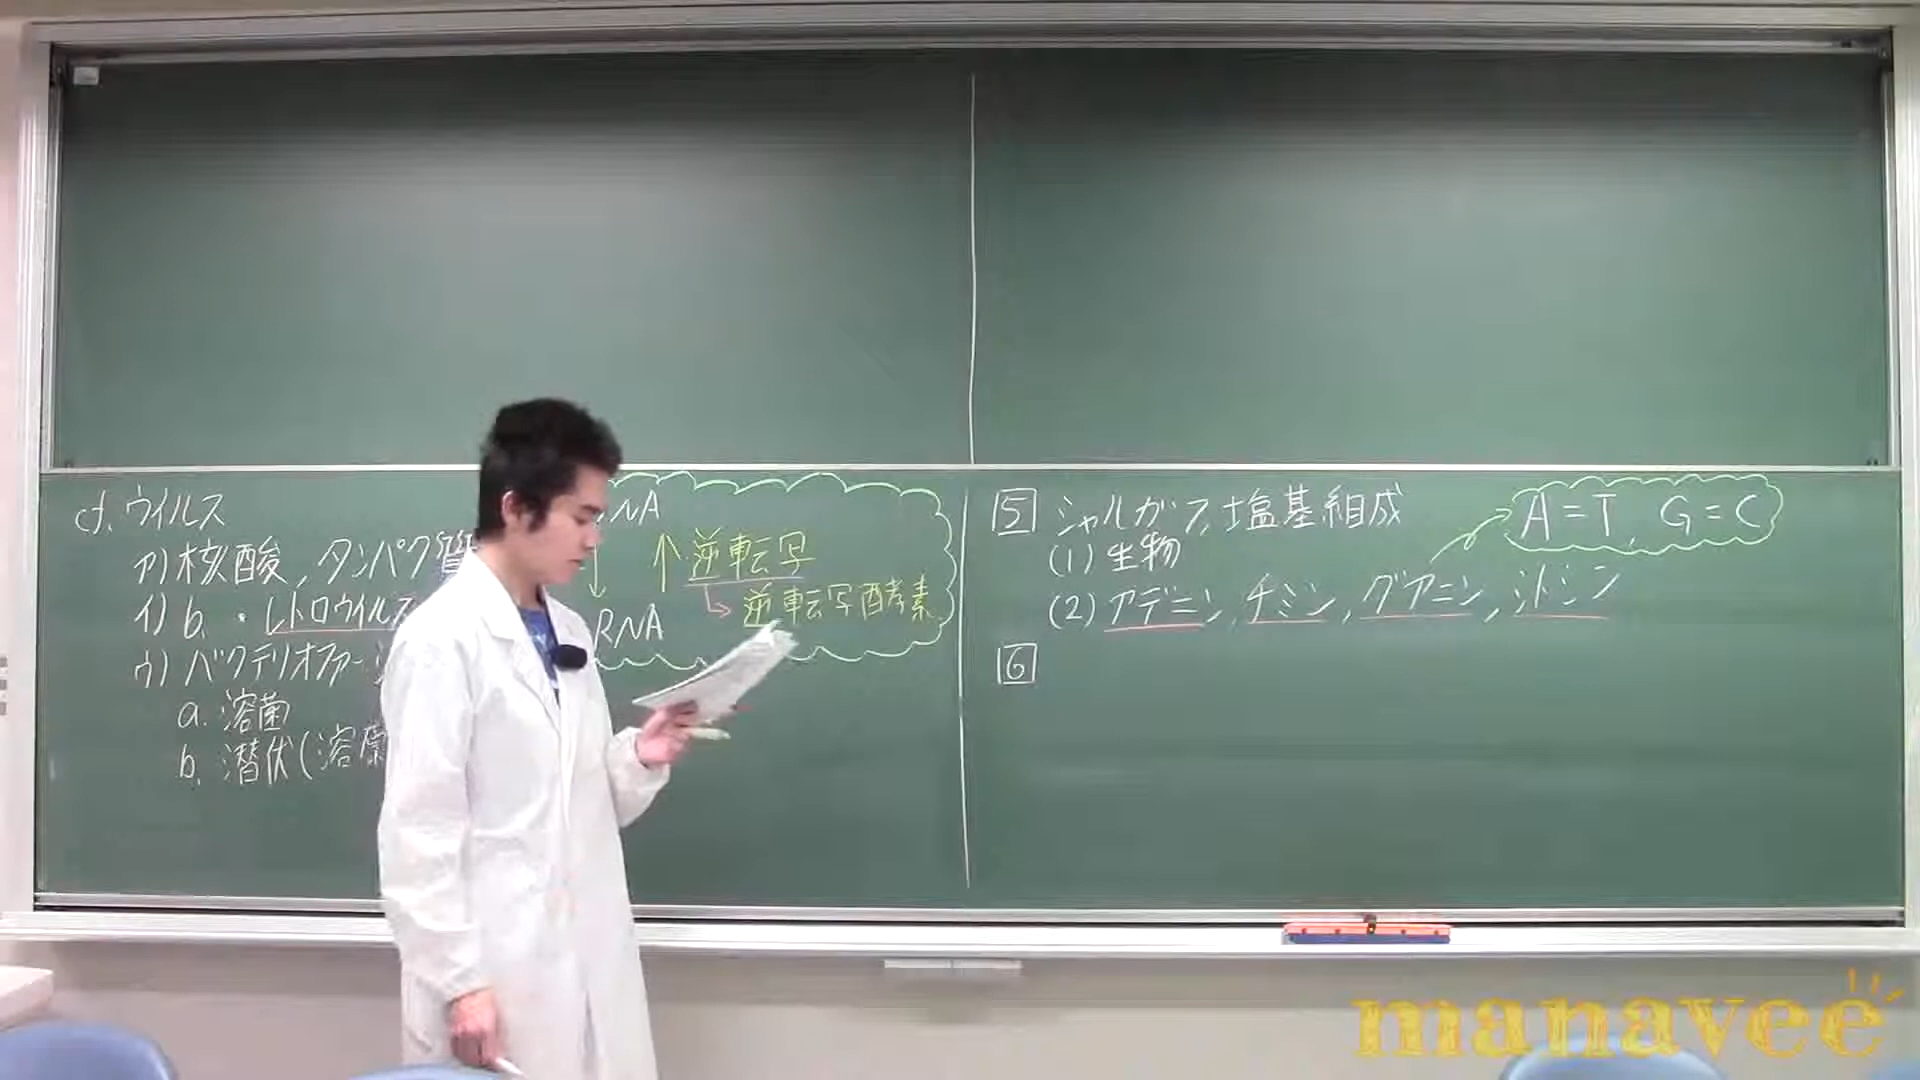 cf. ウイルス
ア) 核酸, タンパク質
イ) b. ・レトロウイルス
ウ) バクテリオファージ
a. 溶菌
b. 潜伏(溶原
NA
↑逆転写
↳逆転写酵素
↓
RNA
5 シャルガフ, 塩基組成
A=T, G=C
(1) 生物
(2) アデニン, チミン, グアニン, シトシン
6
manavee